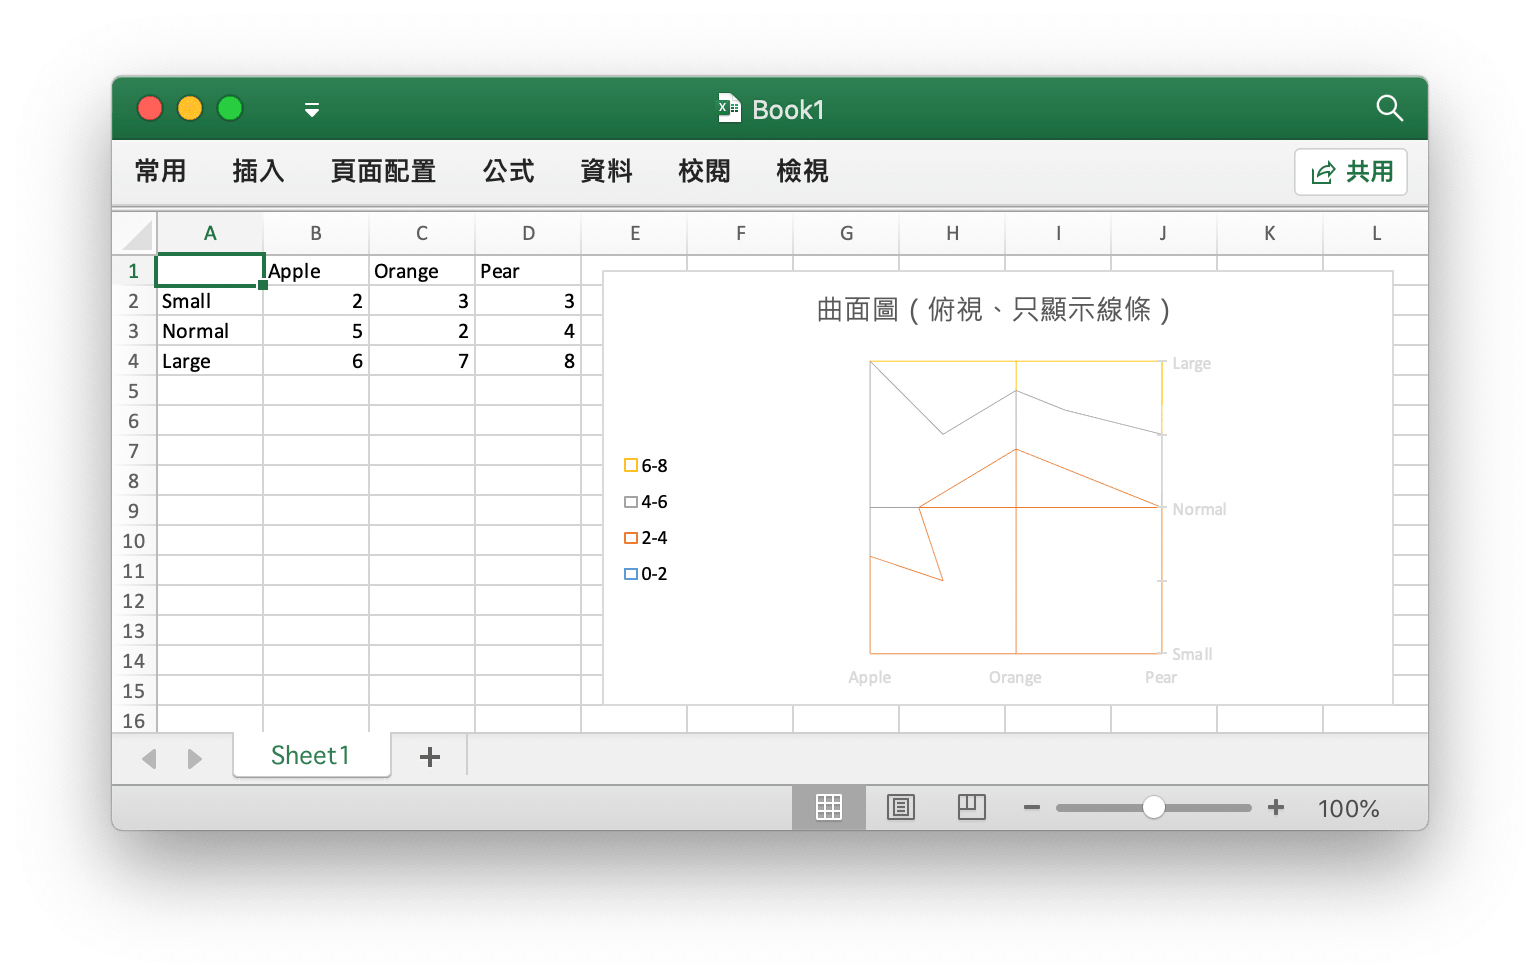 Book1
常用 插入 頁面配置 公式 資料 校閱 檢視 共用
A B C D E F G H I J K L
1 Apple Orange Pear
2 Small 2 3 3
3 Normal 5 2 4
4 Large 6 7 8
5
6
7
8
9
10
11
12
13
14
15
16
曲面圖 ( 俯視、只顯示線條 )
6-8
4-6
2-4
0-2
Large
Normal
Small
Apple Orange Pear
Sheet1
100%